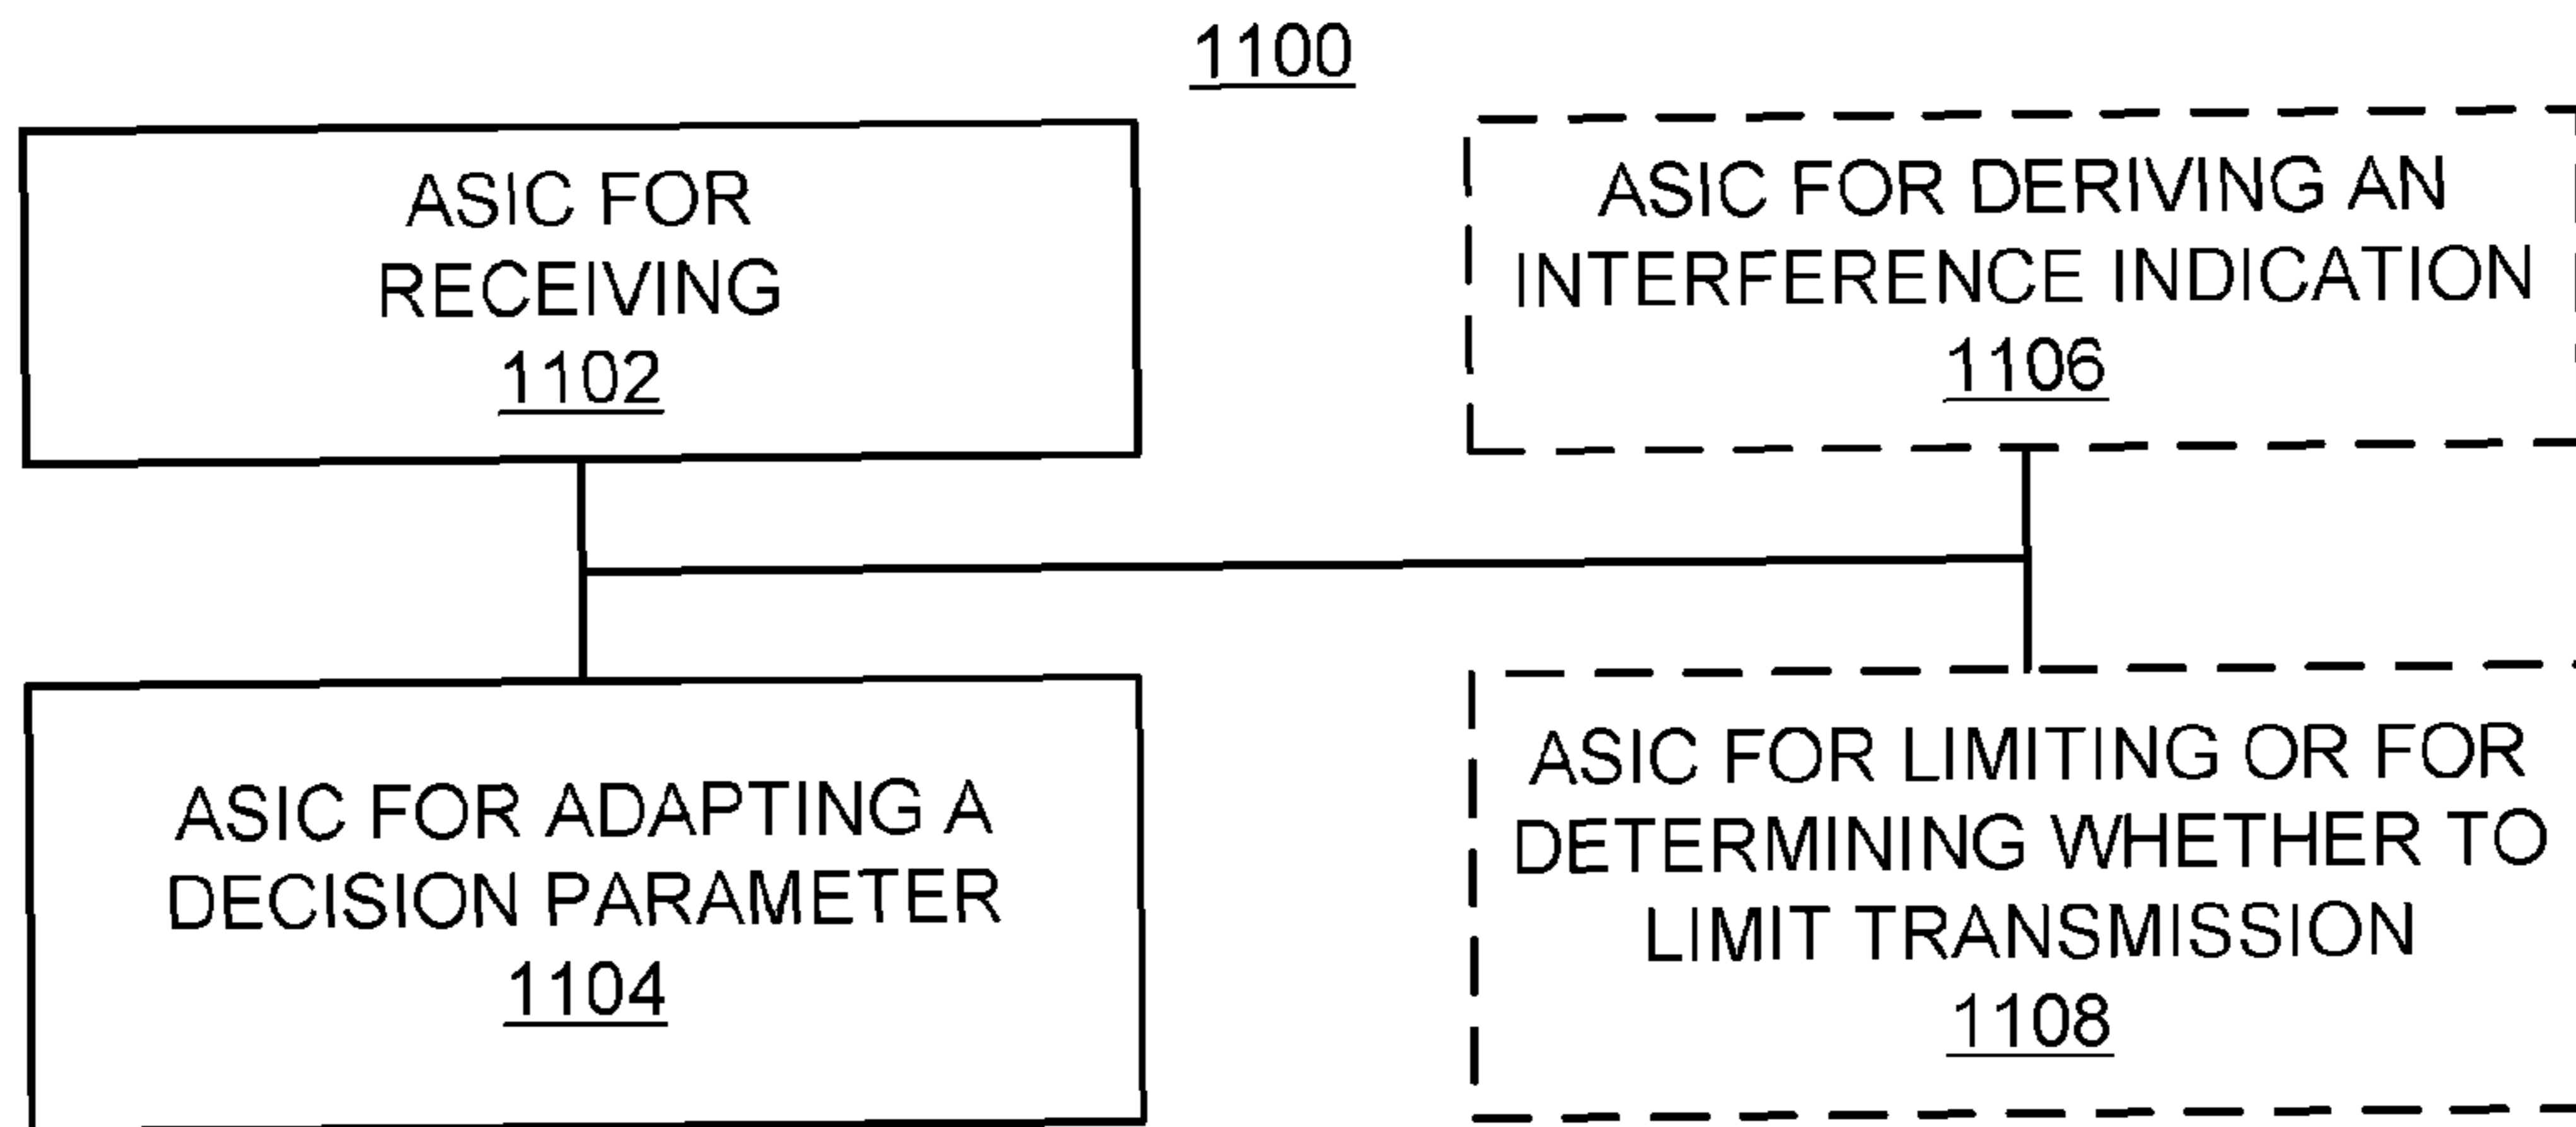 1100
ASIC FOR
RECEIVING
1102
ASIC FOR DERIVING AN
INTERFERENCE INDICATION
1106
ASIC FOR ADAPTING A
DECISION PARAMETER
1104
ASIC FOR LIMITING OR FOR
DETERMINING WHETHER TO
LIMIT TRANSMISSION
1108